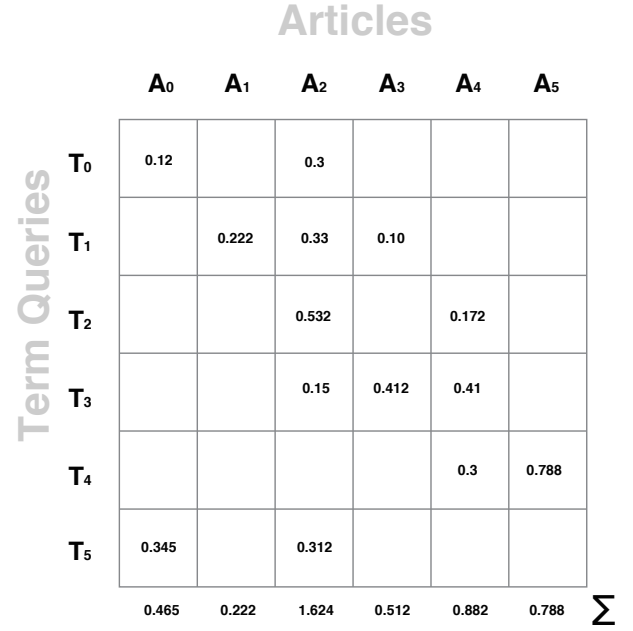 Articles
A0 A1 A2 A3 A4 A5
Term Queries
T0 0.12 0.3
T1 0.222 0.33 0.10
T2 0.532 0.172
T3 0.15 0.412 0.41
T4 0.3 0.788
T5 0.345 0.312
0.465 0.222 1.624 0.512 0.882 0.788 Σ